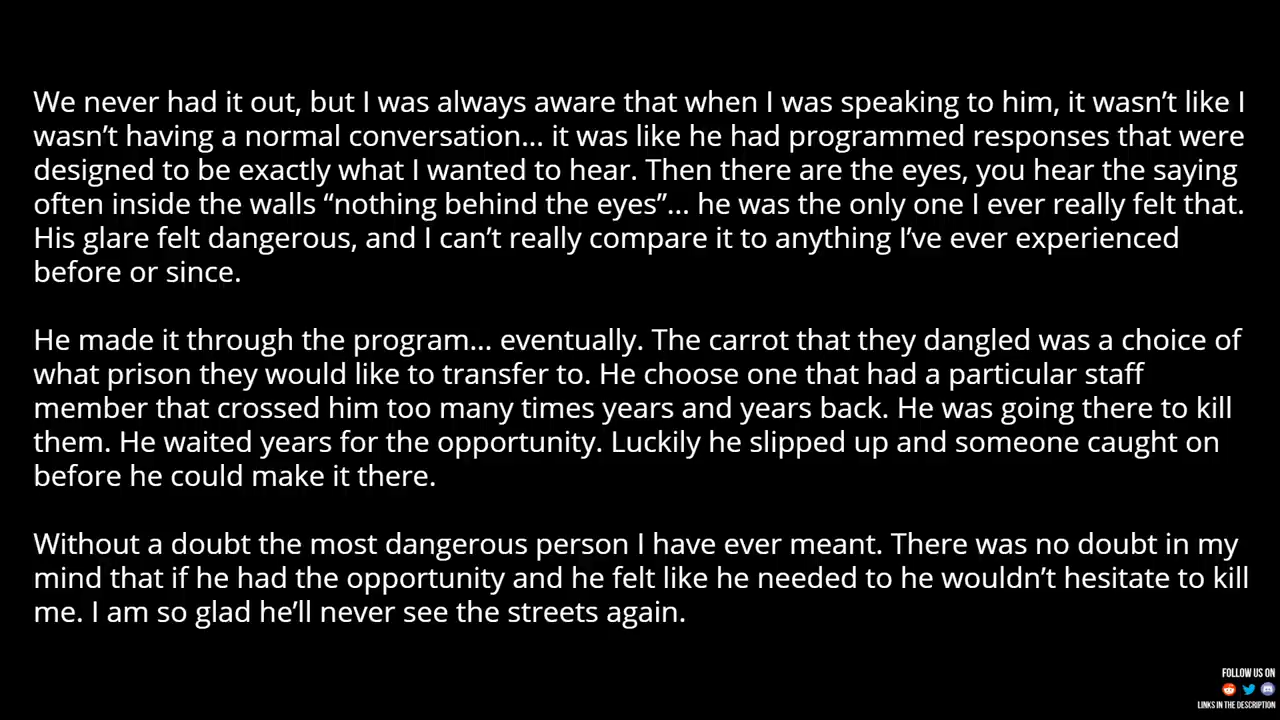 We never had it out, but I was always aware that when I was speaking to him, it wasn’t like I
wasn’t having a normal conversation... it was like he had programmed responses that were
designed to be exactly what I wanted to hear. Then there are the eyes, you hear the saying
often inside the walls “nothing behind the eyes”... he was the only one I ever really felt that.
His glare felt dangerous, and I can’t really compare it to anything I’ve ever experienced
before or since.
He made it through the program... eventually. The carrot that they dangled was a choice of
what prison they would like to transfer to. He choose one that had a particular staff
member that crossed him too many times years and years back. He was going there to kill
them. He waited years for the opportunity. Luckily he slipped up and someone caught on
before he could make it there.
Without a doubt the most dangerous person I have ever meant. There was no doubt in my
mind that if he had the opportunity and he felt like he needed to he wouldn’t hesitate to kill
me. I am so glad he’ll never see the streets again.
FOLLOW US ON
LINKS IN THE DESCRIPTION